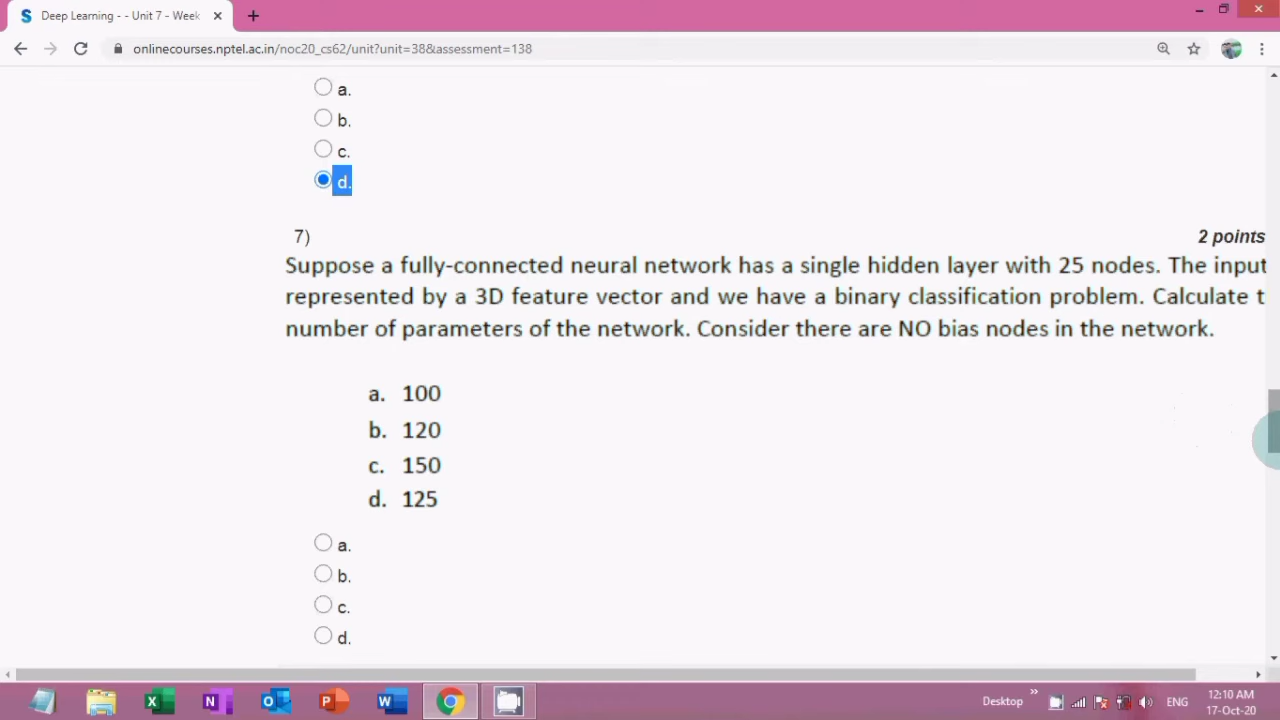 Deep Learning - - Unit 7 - Week
onlinecourses.nptel.ac.in/noc20_cs62/unit?unit=38&assessment=138
a.
b.
c.
d.
7)
2 points
Suppose a fully-connected neural network has a single hidden layer with 25 nodes. The input
represented by a 3D feature vector and we have a binary classification problem. Calculate t
number of parameters of the network. Consider there are NO bias nodes in the network.
a. 100
b. 120
c. 150
d. 125
a.
b.
c.
d.
Desktop
ENG
12:10 AM
17-Oct-20